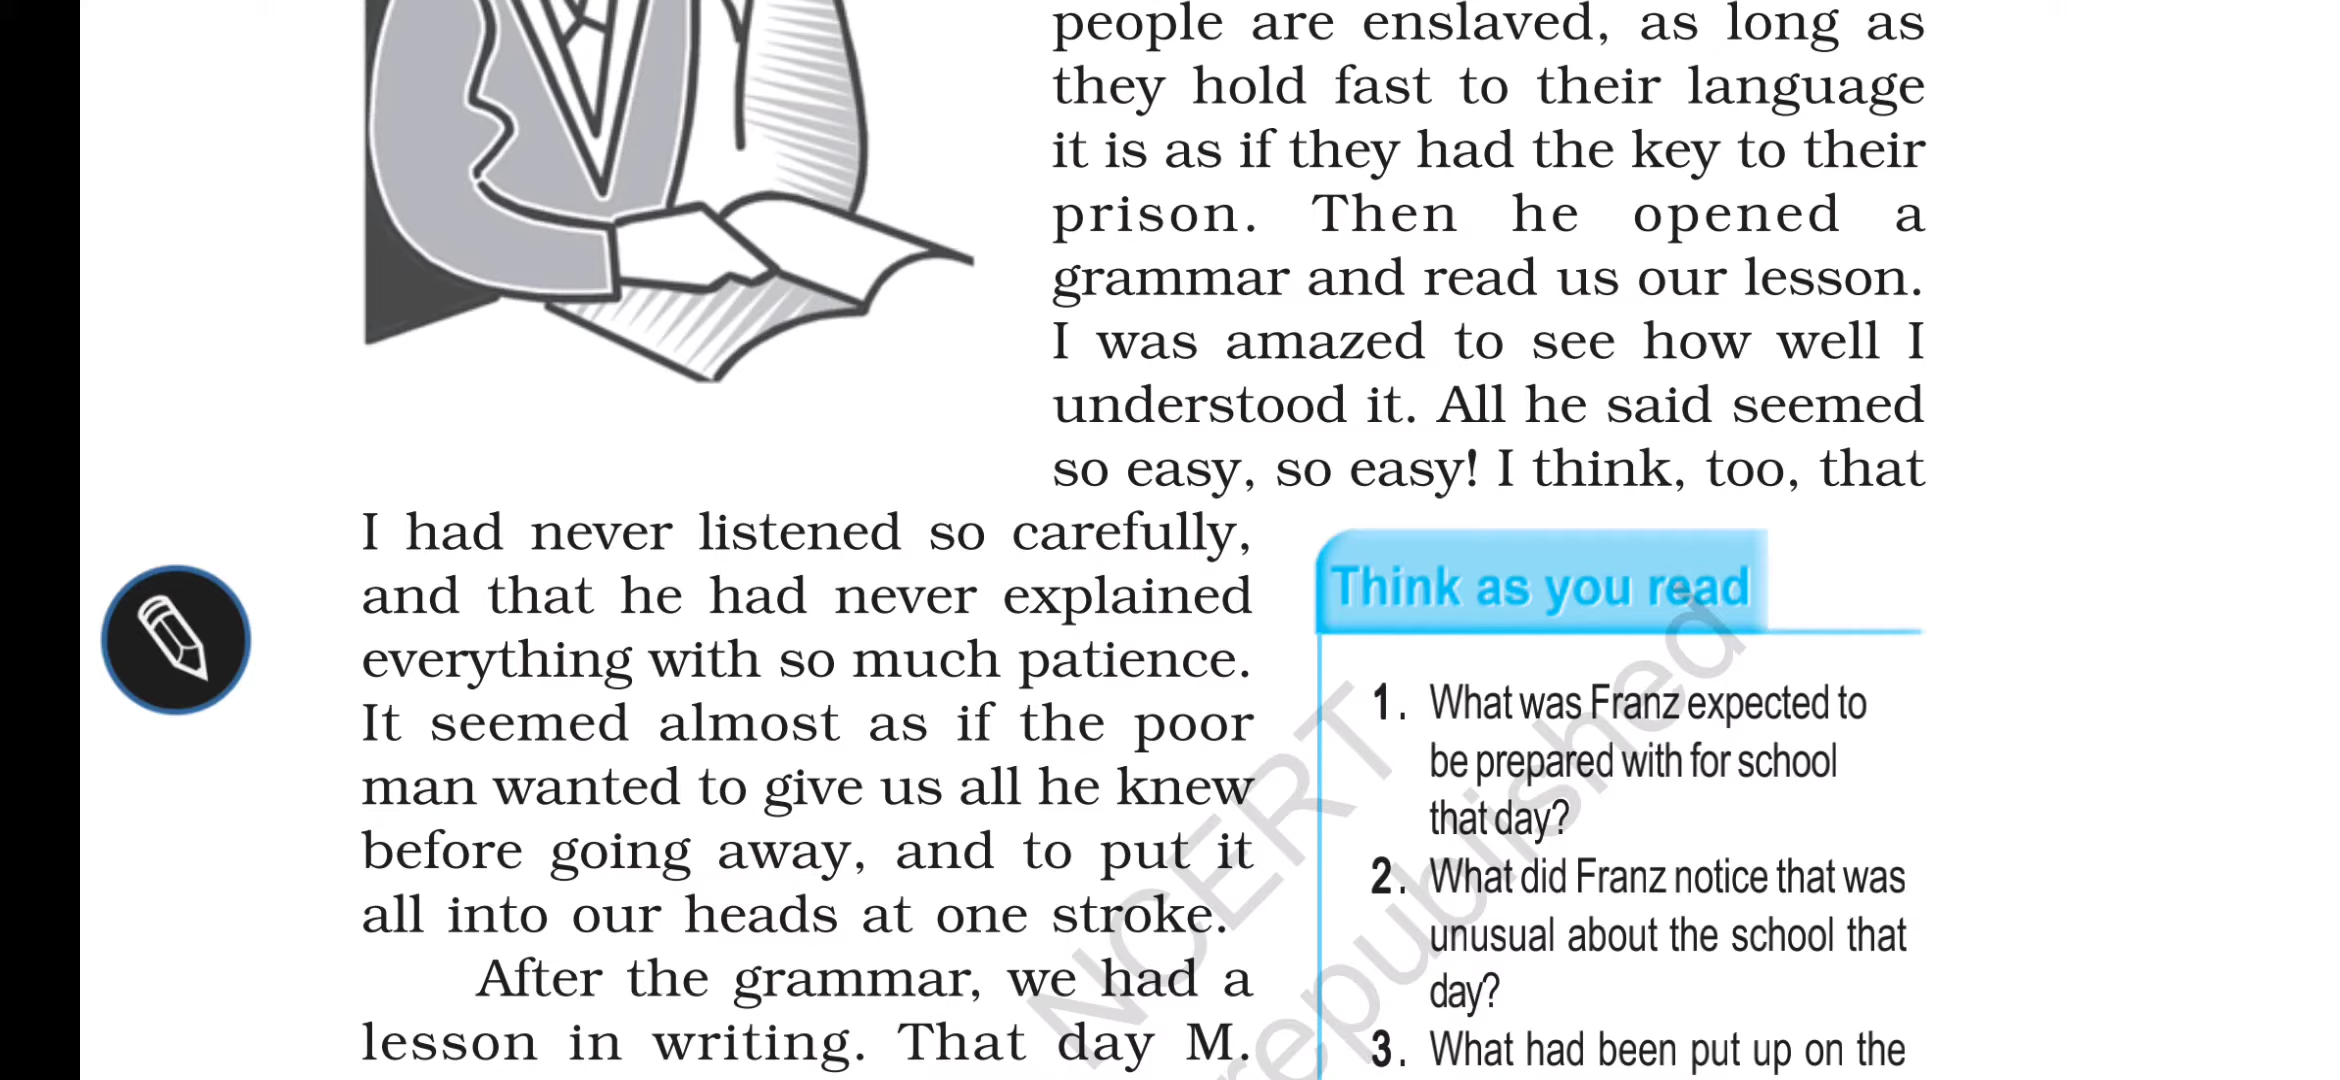 people are enslaved, as long as
they hold fast to their language
it is as if they had the key to their
prison. Then he opened a
grammar and read us our lesson.
I was amazed to see how well I
understood it. All he said seemed
so easy, so easy! I think, too, that
I had never listened so carefully,
and that he had never explained
everything with so much patience.
It seemed almost as if the poor
man wanted to give us all he knew
before going away, and to put it
all into our heads at one stroke.
After the grammar, we had a
lesson in writing. That day M.
Think as you read
1. What was Franz expected to
be prepared with for school
that day?
2. What did Franz notice that was
unusual about the school that
day?
3. What had been put up on the
NCERT
republished